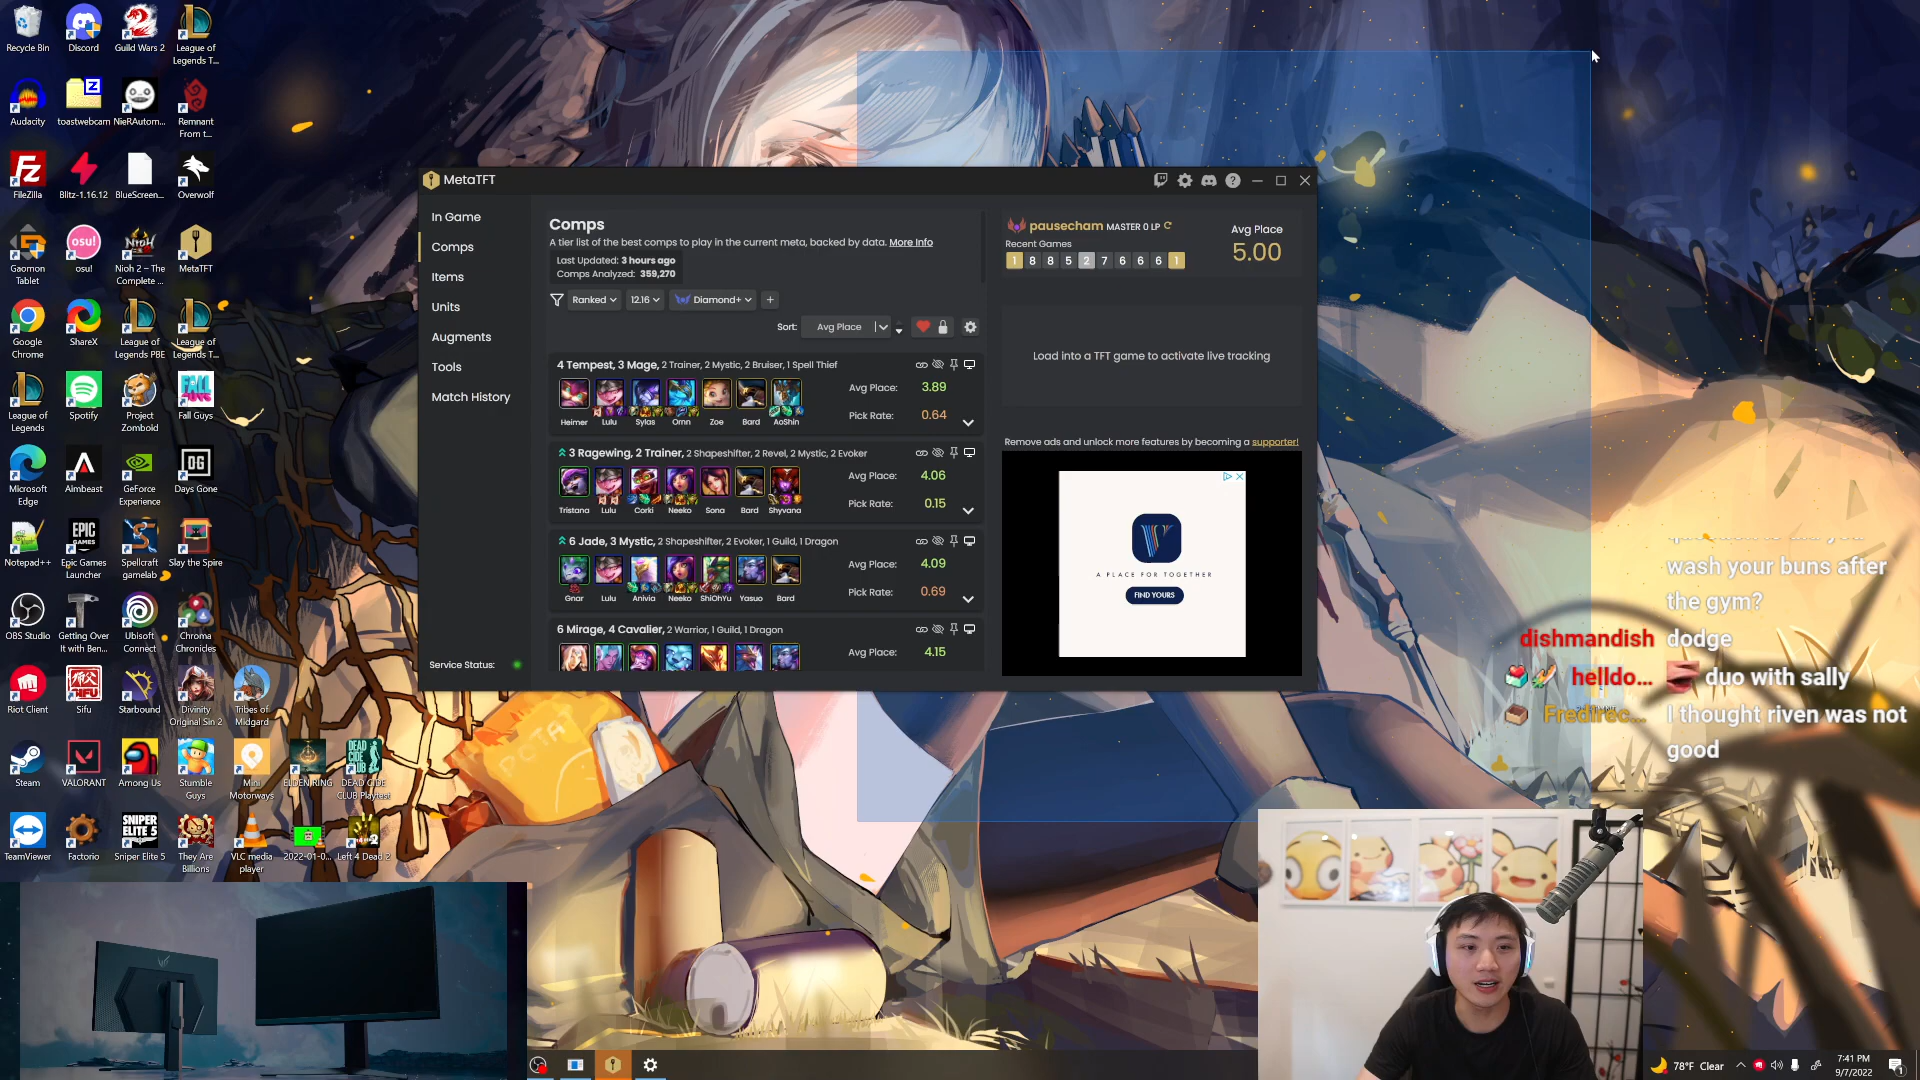 Recycle Bin
Discord
Guild Wars 2
League of
Legends T...
Audacity
toastwebcam
NieRAutom...
Remnant
From t...
FileZilla
Blitz-1.16.12
BlueScreen...
Overwolf
Gaomon
Tablet
osu!
Nioh 2 – The
Complete ...
MetaTFT
Google
Chrome
ShareX
League of
Legends PBE
League of
Legends T...
League of
Legends
Spotify
Project
Zomboid
Fall Guys
Microsoft
Edge
Aimbeast
GeForce
Experience
Days Gone
Notepad++
Epic Games
Launcher
Spellcraft
gamelab
Slay the Spire
OBS Studio
Getting Over
It with Ben...
Ubisoft
Connect
Chroma
Chronicles
Riot Client
Sifu
Starbound
Divinity
Original Sin 2
Tribes of
Midgard
Steam
VALORANT
Among Us
Stumble
Guys
Mini
Motorways
ELDEN RING
DEAD CIDE
CLUB Playtest
TeamViewer
Factorio
Sniper Elite 5
They Are
Billions
VLC media
player
2022-01-0...
Left 4 Dead 2
MetaTFT
In Game
Comps
Items
Units
Augments
Tools
Match History
Service Status:
Comps
A tier list of the best comps to play in the current meta, backed by data. More Info
Last Updated: 3 hours ago
Comps Analyzed: 359,270
Ranked
12.16
Diamond+
+
Sort: Avg Place
4 Tempest, 3 Mage, 2 Trainer, 2 Mystic, 2 Bruiser, 1 Spell Thief
Heimer Lulu Sylas Ornn Zoe Bard AoShin
Avg Place: 3.89
Pick Rate: 0.64
3 Ragewing, 2 Trainer, 2 Shapeshifter, 2 Revel, 2 Mystic, 2 Evoker
Tristana Lulu Corki Neeko Sona Bard Shyvana
Avg Place: 4.06
Pick Rate: 0.15
6 Jade, 3 Mystic, 2 Shapeshifter, 2 Evoker, 1 Guild, 1 Dragon
Gnar Lulu Anivia Neeko ShiOhYu Yasuo Bard
Avg Place: 4.09
Pick Rate: 0.69
6 Mirage, 4 Cavalier, 2 Warrior, 1 Guild, 1 Dragon
Avg Place: 4.15
pausecham MASTER 0 LP
Recent Games
1 8 8 5 2 7 6 6 6 1
Avg Place
5.00
Load into a TFT game to activate live tracking
Remove ads and unlock more features by becoming a supporter!
A PLACE FOR TOGETHER
FIND YOURS
wash your buns after
the gym?
dishmandish dodge
helldo... duo with sally
Fredirec... I thought riven was not
good
78°F Clear
7:41 PM
9/7/2022